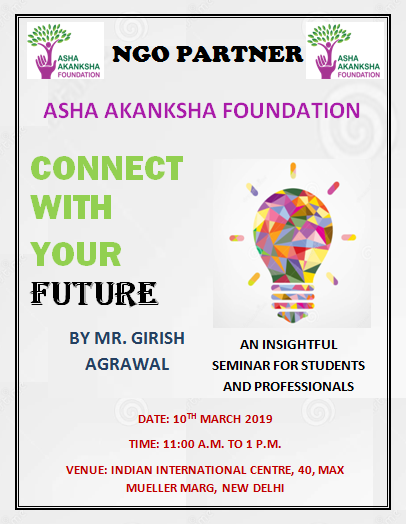 ASHA
AKANKSHA
FOUNDATION
NGO PARTNER
ASHA
AKANKSHA
FOUNDATION
ASHA AKANKSHA FOUNDATION
CONNECT
WITH
YOUR
FUTURE
BY MR. GIRISH
AGRAWAL
AN INSIGHTFUL
SEMINAR FOR STUDENTS
AND PROFESSIONALS
DATE: 10TH MARCH 2019
TIME: 11:00 A.M. TO 1 P.M.
VENUE: INDIAN INTERNATIONAL CENTRE, 40, MAX
MUELLER MARG, NEW DELHI